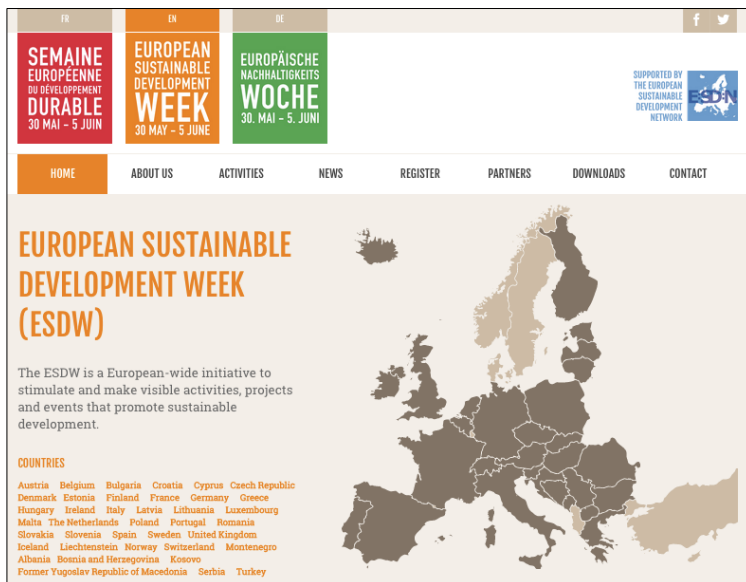 FR
EN
DE
SEMAINE
EUROPÉENNE
DU DÉVELOPPEMENT
DURABLE
30 MAI – 5 JUIN
EUROPEAN
SUSTAINABLE
DEVELOPMENT
WEEK
30 MAY – 5 JUNE
EUROPÄISCHE
NACHHALTIGKEITS
WOCHE
30. MAI – 5. JUNI
SUPPORTED BY
THE EUROPEAN
SUSTAINABLE
DEVELOPMENT
NETWORK
ESDN
HOME ABOUT US ACTIVITIES NEWS REGISTER PARTNERS DOWNLOADS CONTACT
EUROPEAN SUSTAINABLE
DEVELOPMENT WEEK
(ESDW)
The ESDW is a European-wide initiative to
stimulate and make visible activities, projects
and events that promote sustainable
development.
COUNTRIES
Austria Belgium Bulgaria Croatia Cyprus Czech Republic
Denmark Estonia Finland France Germany Greece
Hungary Ireland Italy Latvia Lithuania Luxembourg
Malta The Netherlands Poland Portugal Romania
Slovakia Slovenia Spain Sweden United Kingdom
Iceland Liechtenstein Norway Switzerland Montenegro
Albania Bosnia and Herzegovina Kosovo
Former Yugoslav Republic of Macedonia Serbia Turkey